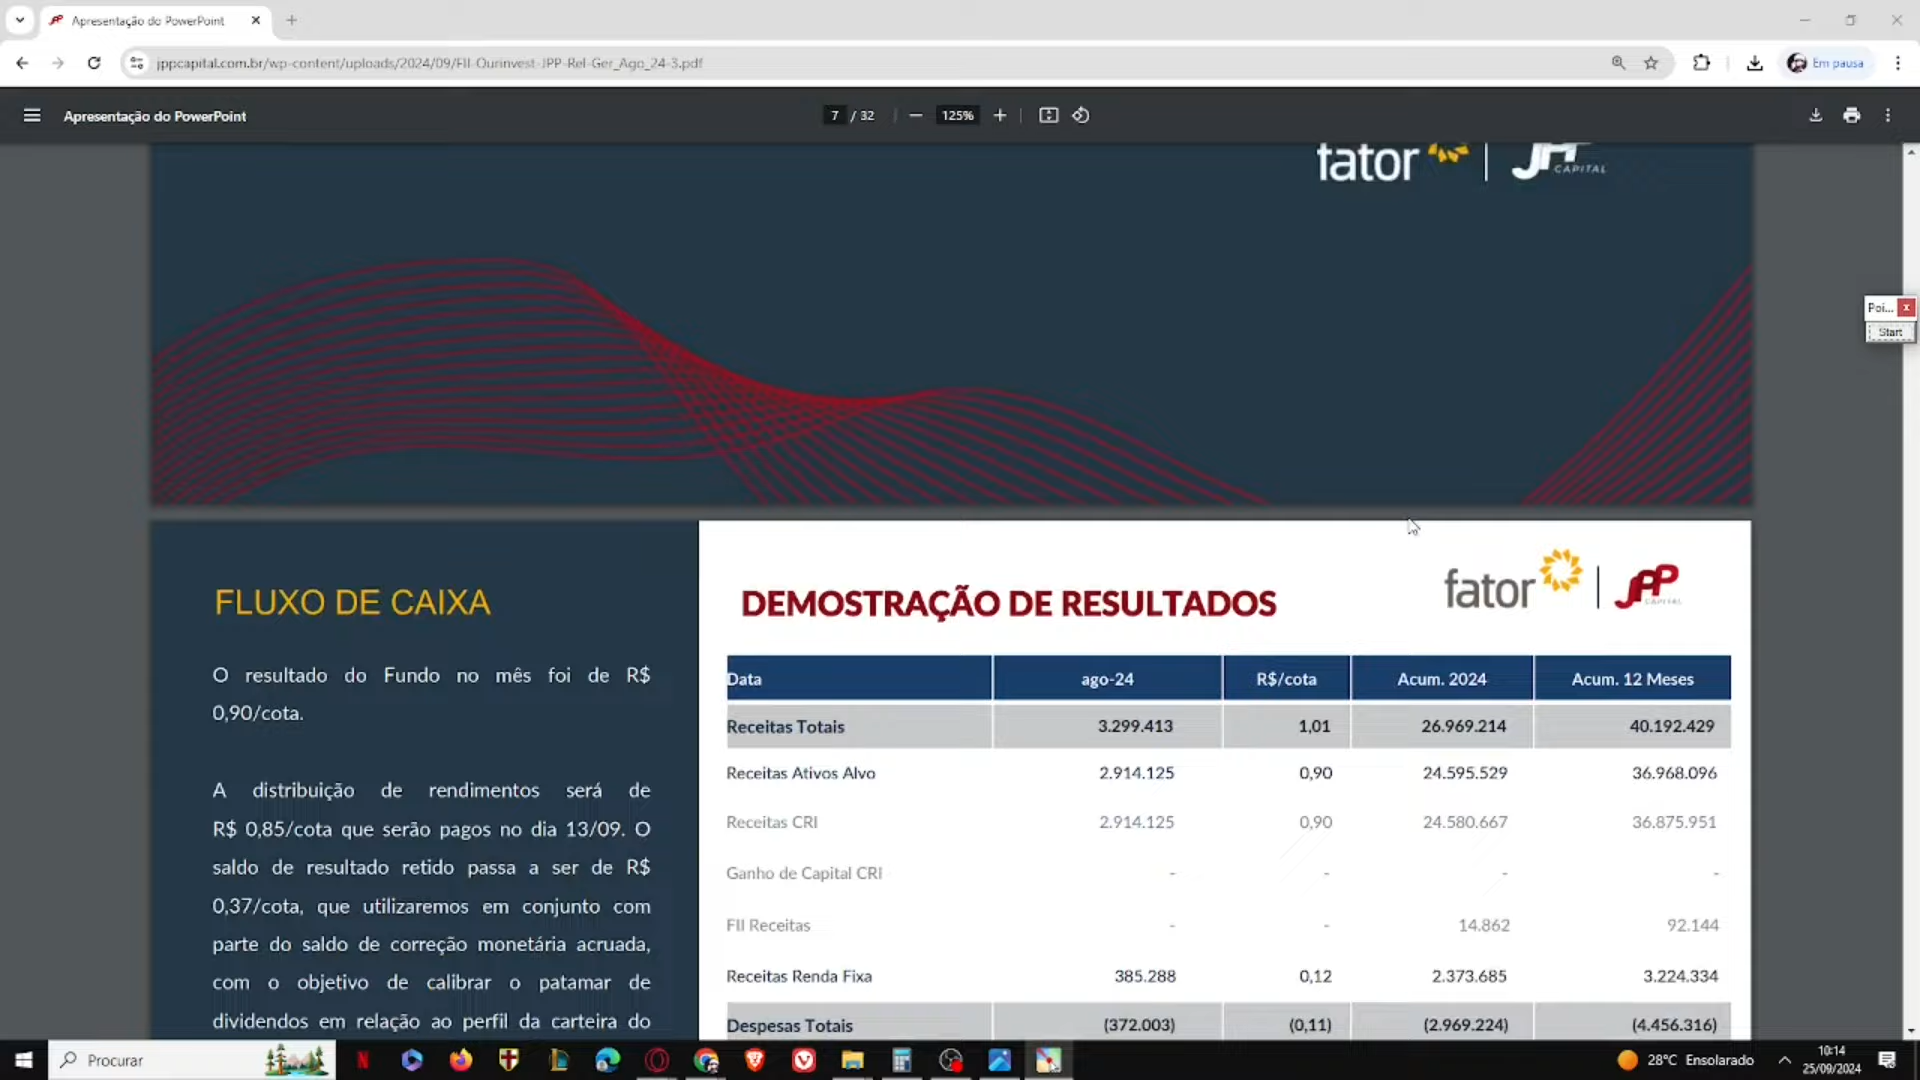 Apresentação do PowerPoint
jppcapital.com.br/wp-content/uploads/2024/09/FII-Ourinvest-JPP-Rel-Ger_Ago_24-3.pdf
Em pausa
Apresentação do PowerPoint
7 / 32
125%
fator
JPP CAPITAL
Poi...
Start
FLUXO DE CAIXA
O resultado do Fundo no mês foi de R$
0,90/cota.
A distribuição de rendimentos será de
R$ 0,85/cota que serão pagos no dia 13/09. O
saldo de resultado retido passa a ser de R$
0,37/cota, que utilizaremos em conjunto com
parte do saldo de correção monetária acruada,
com o objetivo de calibrar o patamar de
dividendos em relação ao perfil da carteira do
DEMOSTRAÇÃO DE RESULTADOS
fator
JPP CAPITAL
Data ago-24 R$/cota Acum. 2024 Acum. 12 Meses
Receitas Totais 3.299.413 1,01 26.969.214 40.192.429
Receitas Ativos Alvo 2.914.125 0,90 24.595.529 36.968.096
Receitas CRI 2.914.125 0,90 24.580.667 36.875.951
Ganho de Capital CRI - - - -
FII Receitas - - 14.862 92.144
Receitas Renda Fixa 385.288 0,12 2.373.685 3.224.334
Despesas Totais (372.003) (0,11) (2.969.224) (4.456.316)
Procurar
28°C Ensolarado
10:14
25/09/2024